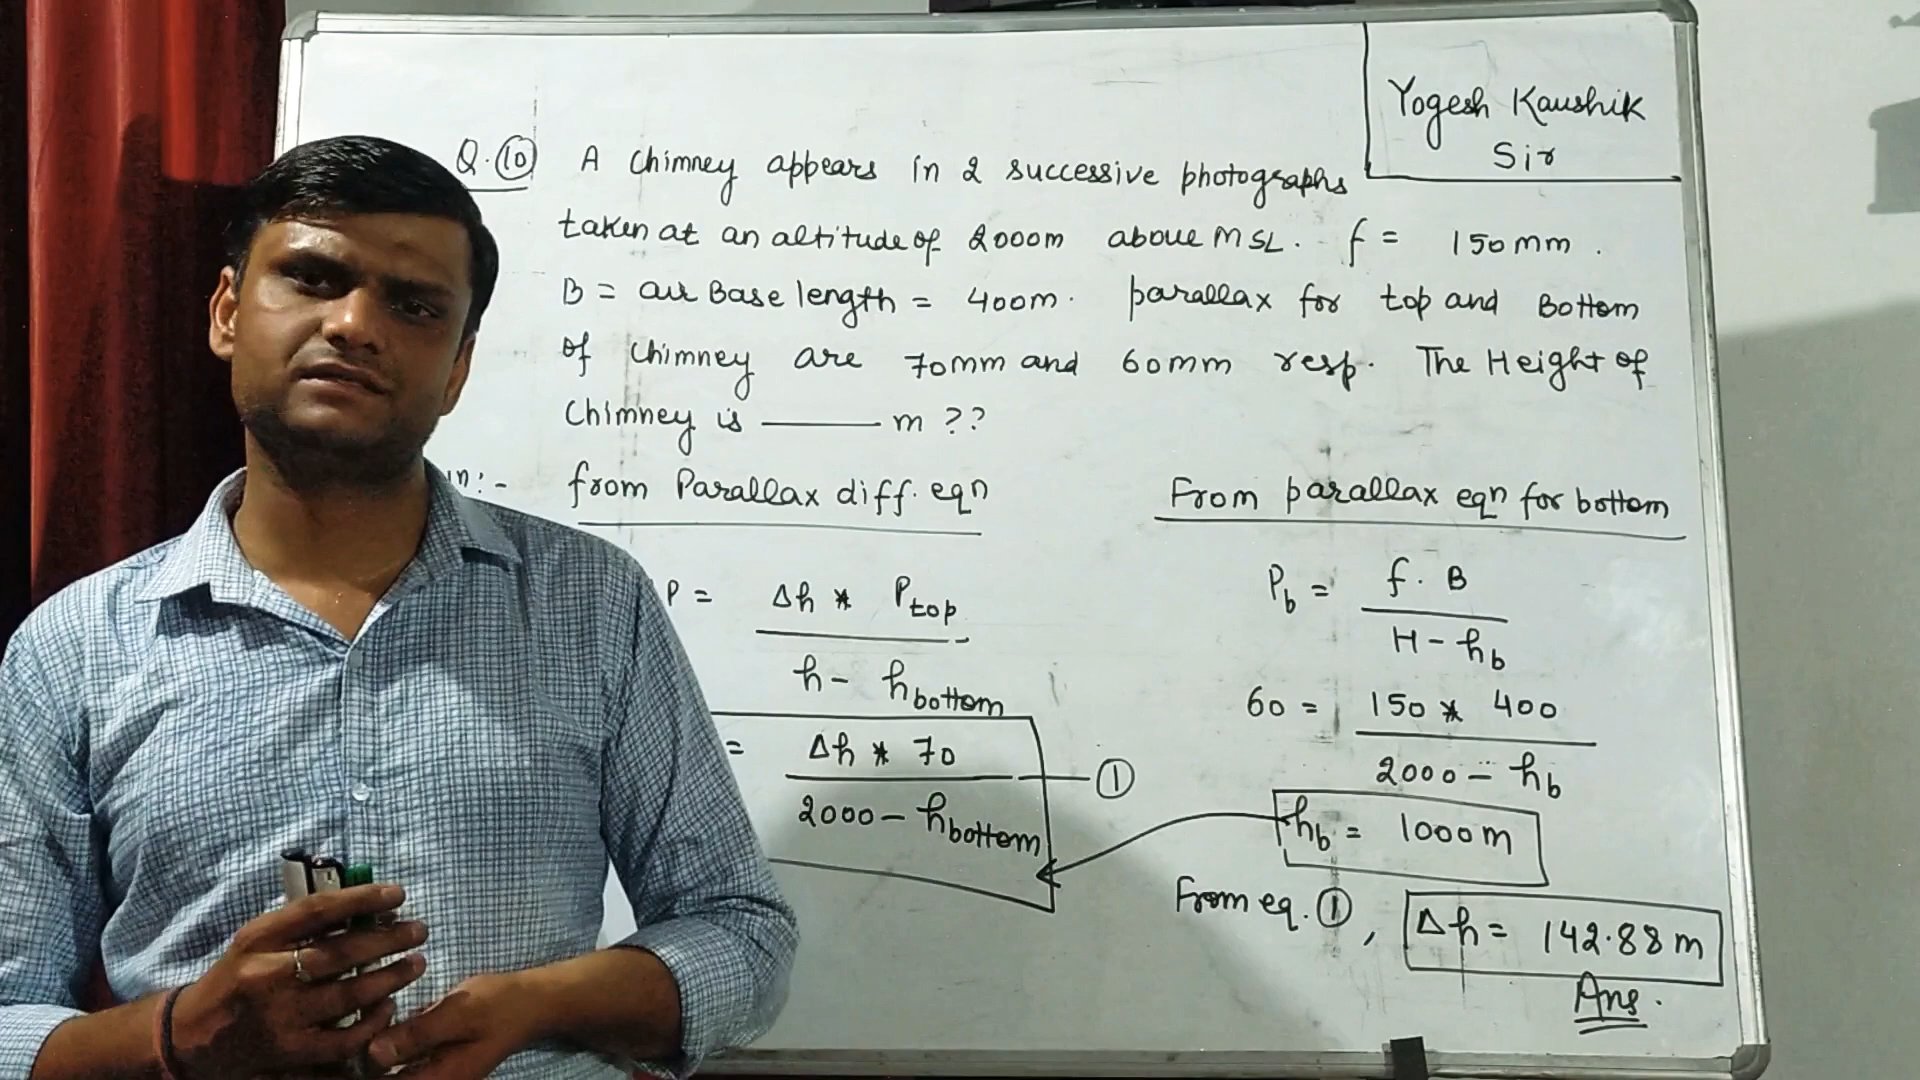 Yogesh Kaushik
Sir
Q. 10 A chimney appears in 2 successive photographs
taken at an altitude of 2000m above MSL. f = 150mm.
B = air Base length = 400m. parallax for top and Bottom
of chimney are 70mm and 60mm resp. The Height of
Chimney is ——— m ??
n:- from Parallax diff. eqn
P = Δh * Ptop
h - hbottom
= Δh * 70
2000 - hbottom
①
From parallax eqn for bottom
Pb = f. B
H - hb
60 = 150 * 400
2000 - hb
hb = 1000m
From eq. ①, Δh = 142.88 m
Ans.